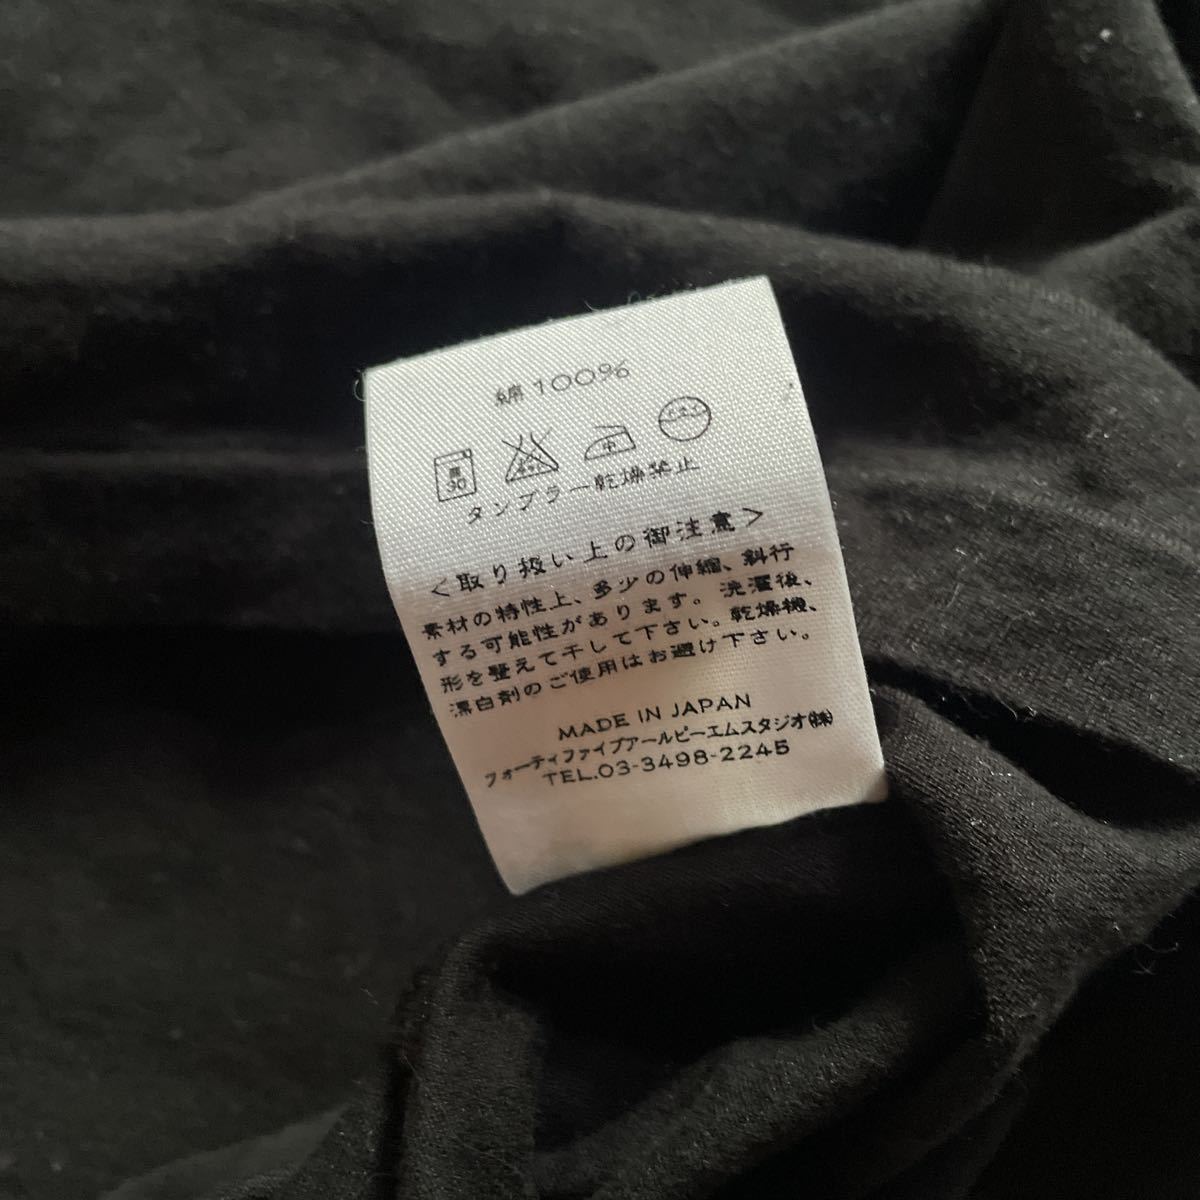 綿 100%
中
タンブラー乾燥禁止
<取り扱い上の御注意>
素材の特性上、多少の伸縮、斜行
する可能性があります。洗濯後、
形を整えて干して下さい。乾燥機、
漂白剤のご使用はお避け下さい。
MADE IN JAPAN
フォーティファイブアールピーエムスタジオ(株)
TEL.03-3498-2245